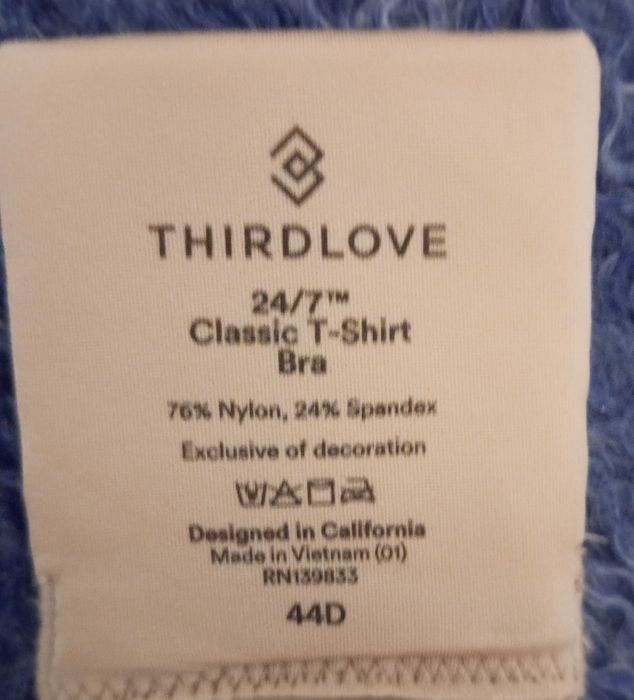 THIRDLOVE
24/7™
Classic T-Shirt
Bra
76% Nylon, 24% Spandex
Exclusive of decoration
Designed in California
Made in Vietnam (01)
RN139833
44D